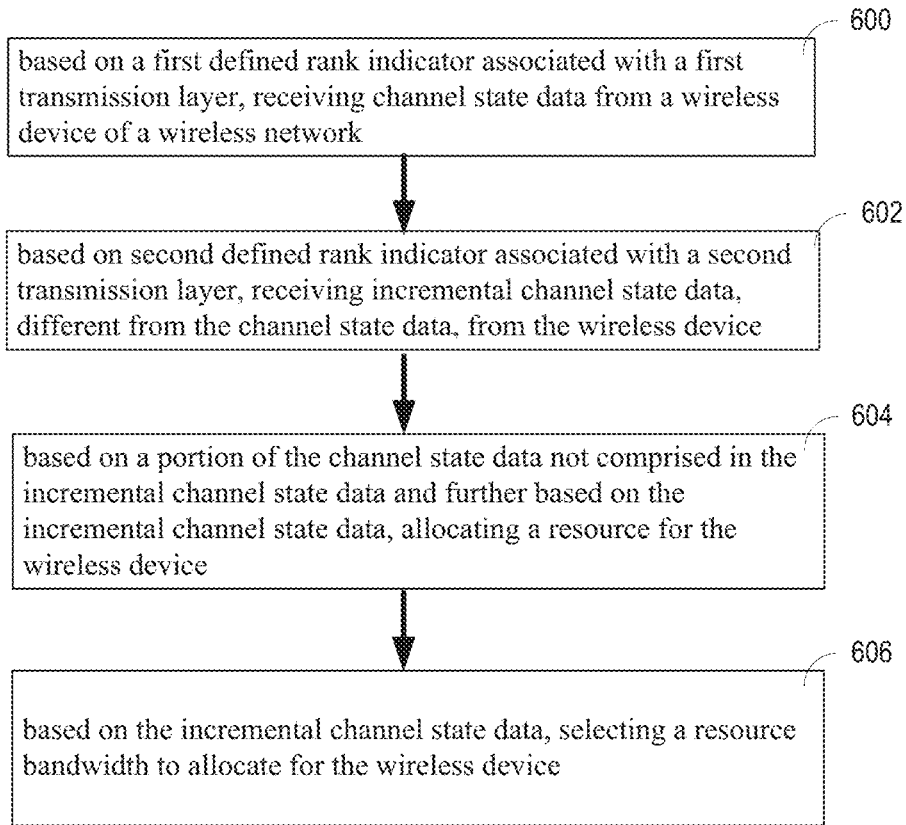 600
based on a first defined rank indicator associated with a first
transmission layer, receiving channel state data from a wireless
device of a wireless network
602
based on second defined rank indicator associated with a second
transmission layer, receiving incremental channel state data,
different from the channel state data, from the wireless device
604
based on a portion of the channel state data not comprised in the
incremental channel state data and further based on the
incremental channel state data, allocating a resource for the
wireless device
606
based on the incremental channel state data, selecting a resource
bandwidth to allocate for the wireless device